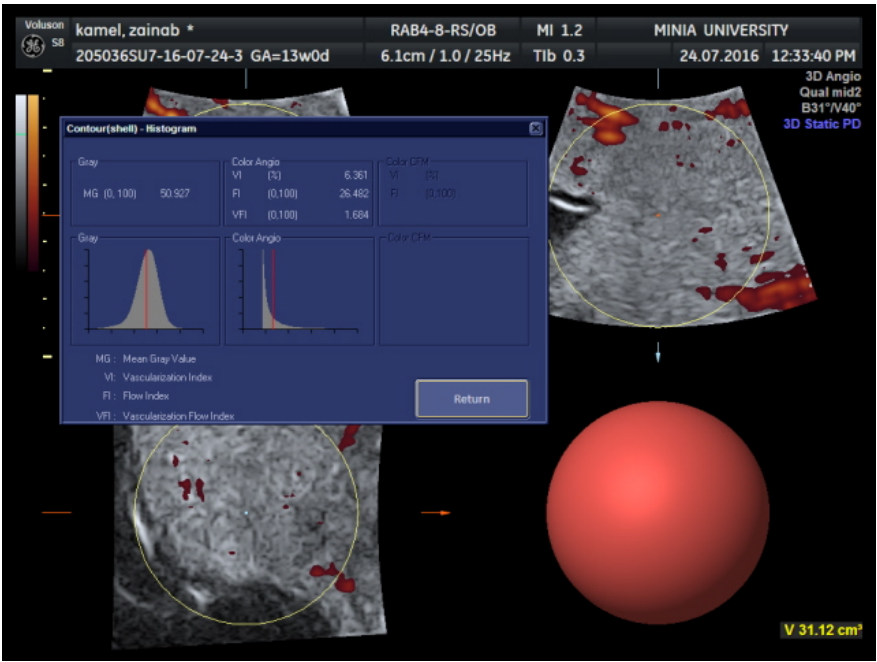 Voluson
S8
kamel, zainab * RAB4-8-RS/OB MI 1.2 MINIA UNIVERSITY
205036SU7-16-07-24-3 GA=13w0d 6.1cm / 1.0 / 25Hz TIb 0.3 24.07.2016 12:33:40 PM
3D Angio
Qual mid2
B31°/V40°
3D Static PD
Contour(shell) - Histogram
Gray
MG (0, 100) 50.927
Color Angio
VI (%) 6.361
FI (0,100) 26.482
VFI (0,100) 1.684
Color CFM
VI (%)
FI (0,100)
Gray
Color Angio
Color CFM
MG : Mean Gray Value
VI: Vascularization Index
FI : Flow Index
VFI : Vascularization Flow Index
Return
V 31.12 cm³